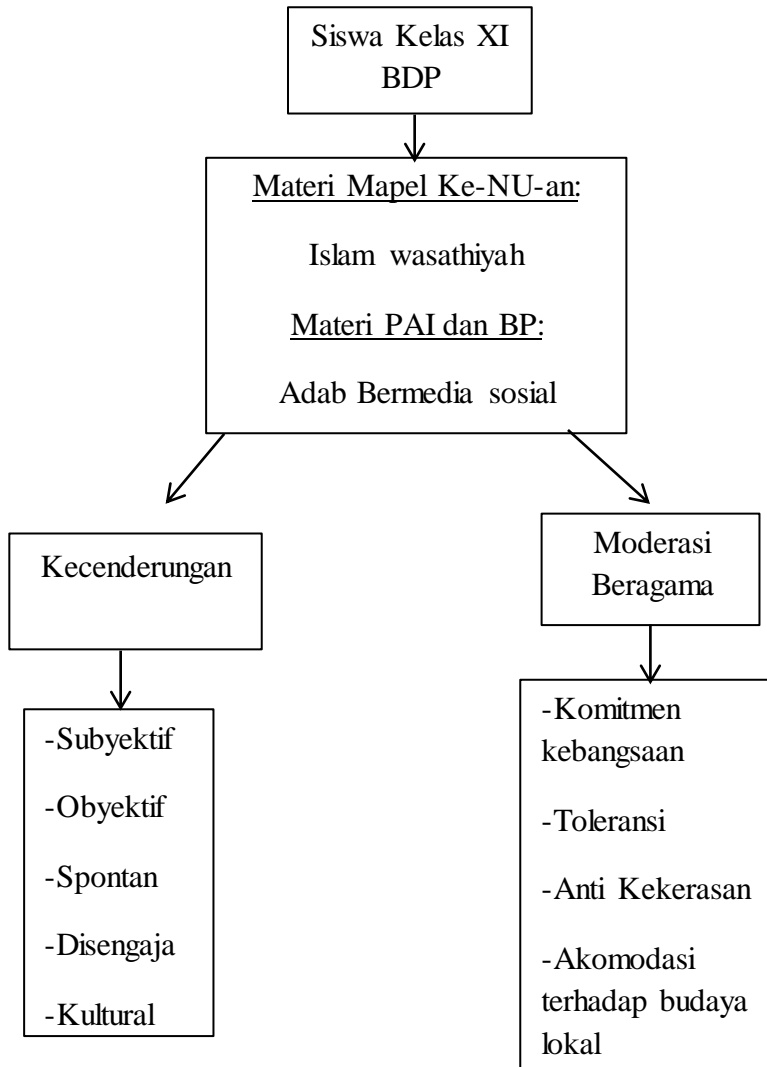 Siswa Kelas XI
BDP
Materi Mapel Ke-NU-an:
Islam wasathiyah
Materi PAI dan BP:
Adab Bermedia sosial
Kecenderungan
Moderasi
Beragama
-Subyektif
-Obyektif
-Spontan
-Disengaja
-Kultural
-Komitmen
kebangsaan
-Toleransi
-Anti Kekerasan
-Akomodasi
terhadap budaya
lokal